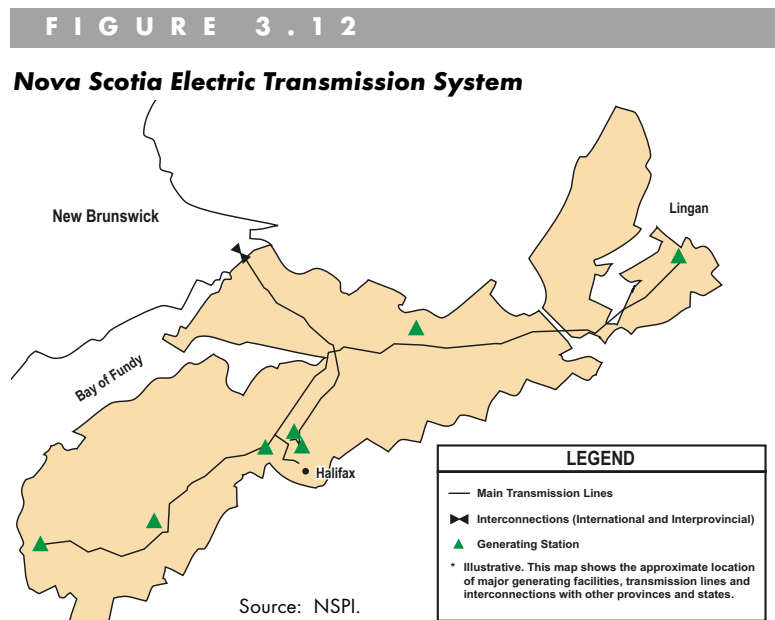 FIGURE 3.12
Nova Scotia Electric Transmission System
New Brunswick
Lingan
Bay of Fundy
Halifax
LEGEND
Main Transmission Lines
Interconnections (International and Interprovincial)
Generating Station
* Illustrative. This map shows the approximate location
of major generating facilities, transmission lines and
interconnections with other provinces and states.
Source: NSPI.